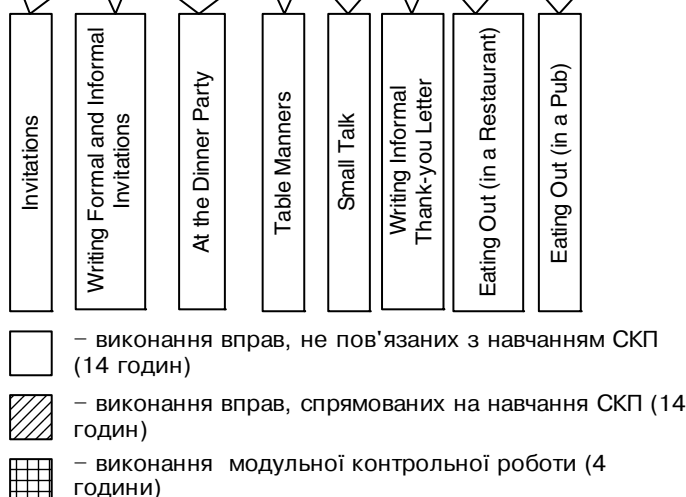 Invitations
Writing Formal and Informal
Invitations
At the Dinner Party
Table Manners
Small Talk
Writing Informal
Thank-you Letter
Eating Out (in a Restaurant)
Eating Out (in a Pub)
– виконання вправ, не пов'язаних з навчанням СКП
(14 годин)
– виконання вправ, спрямованих на навчання СКП (14
годин)
– виконання модульної контрольної роботи (4
години)